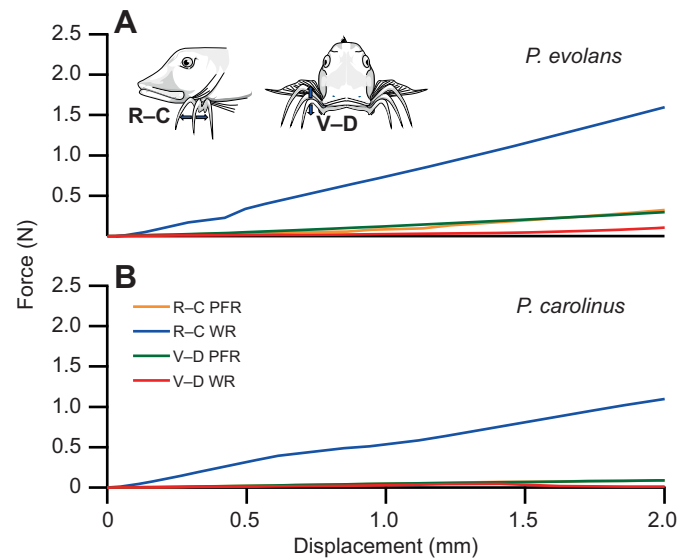 A
P. evolans
2.5
2.0
1.5
1.0
0.5
R–C
V–D
Force (N)
B
P. carolinus
2.5
2.0
1.5
1.0
0.5
0
R–C PFR
R–C WR
V–D PFR
V–D WR
0
0.5
1.0
1.5
2.0
Displacement (mm)